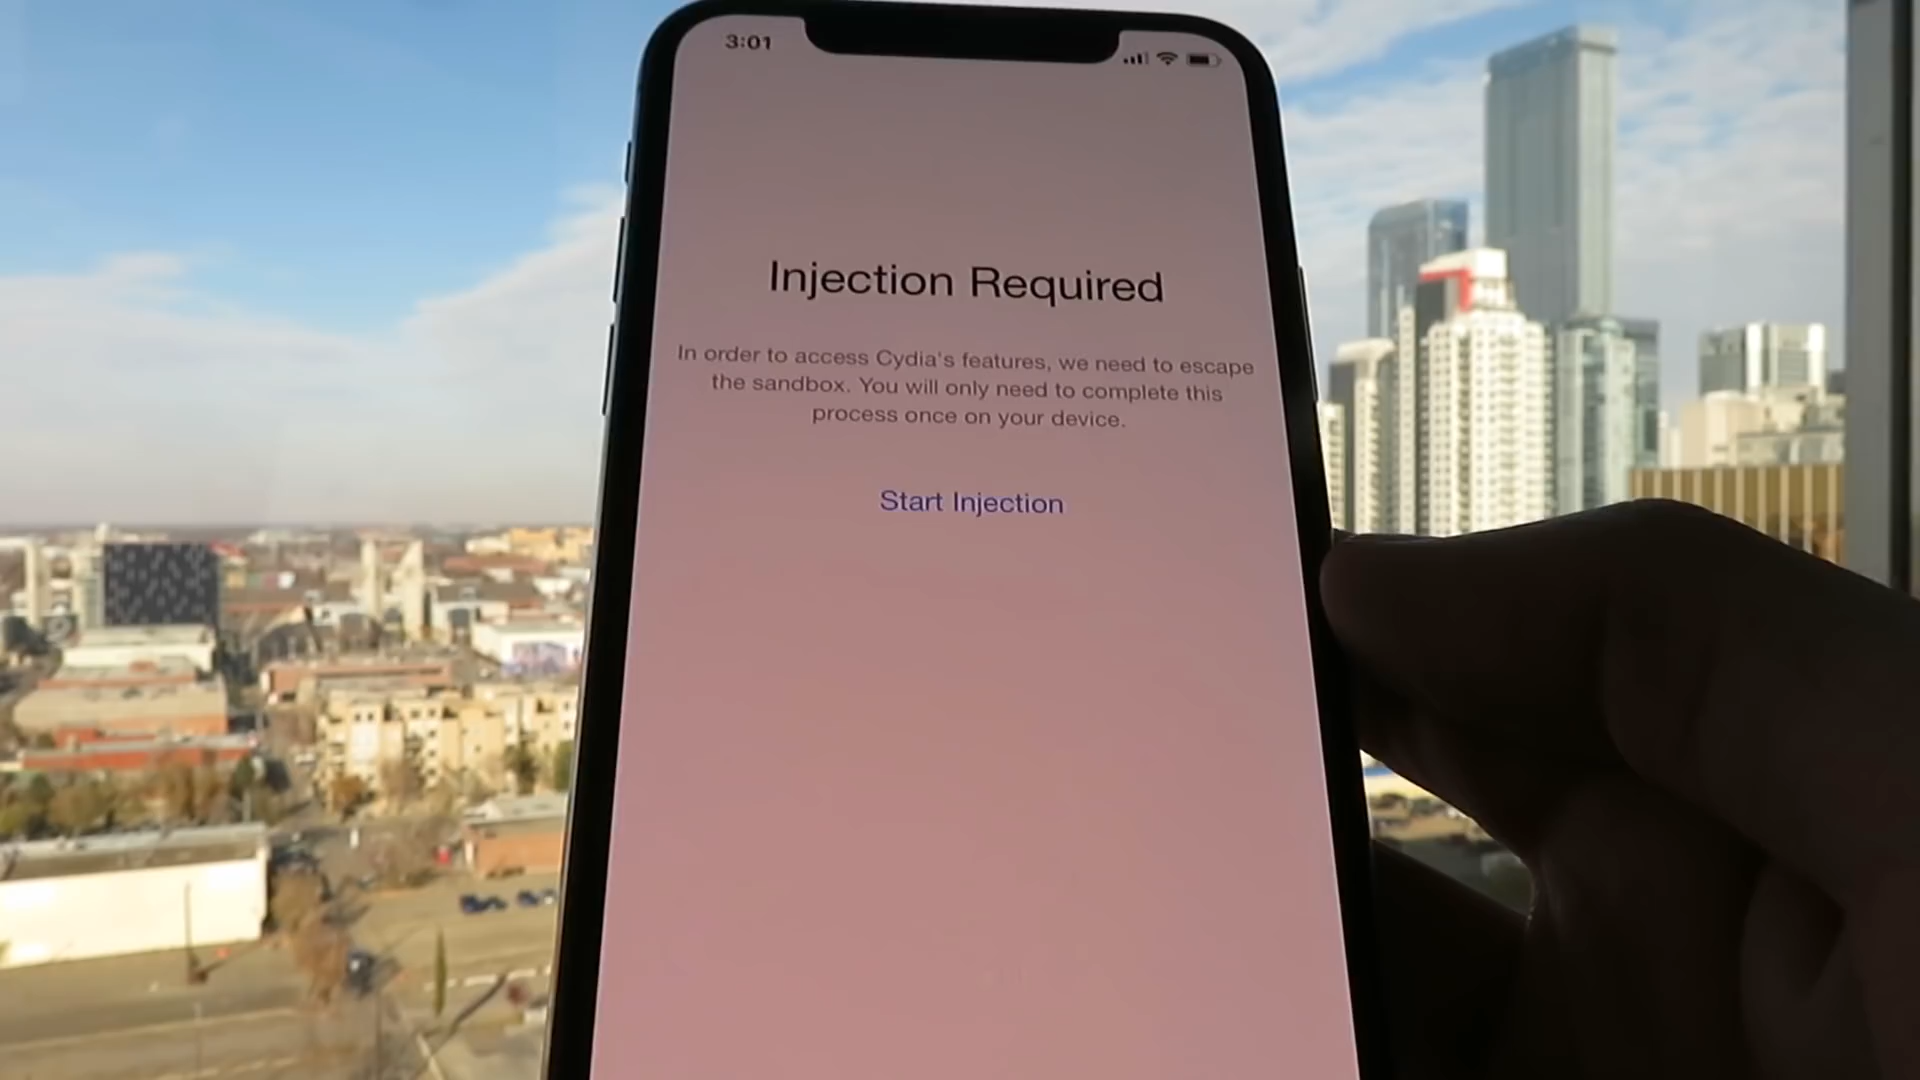 3:01
Injection Required
In order to access Cydia's features, we need to escape
the sandbox. You will only need to complete this
process once on your device.
Start Injection